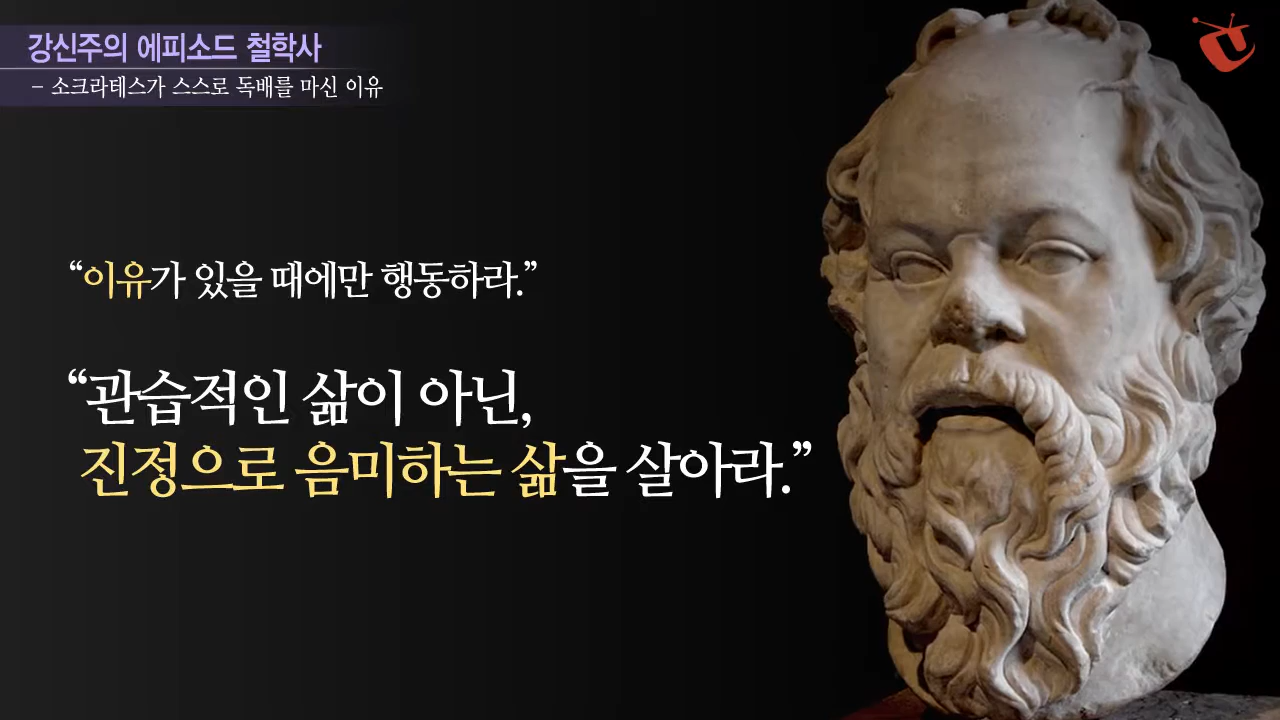 강신주의 에피소드 철학사
- 소크라테스가 스스로 독배를 마신 이유
“이유가 있을 때에만 행동하라.”
“관습적인 삶이 아닌,
진정으로 음미하는 삶을 살아라.”